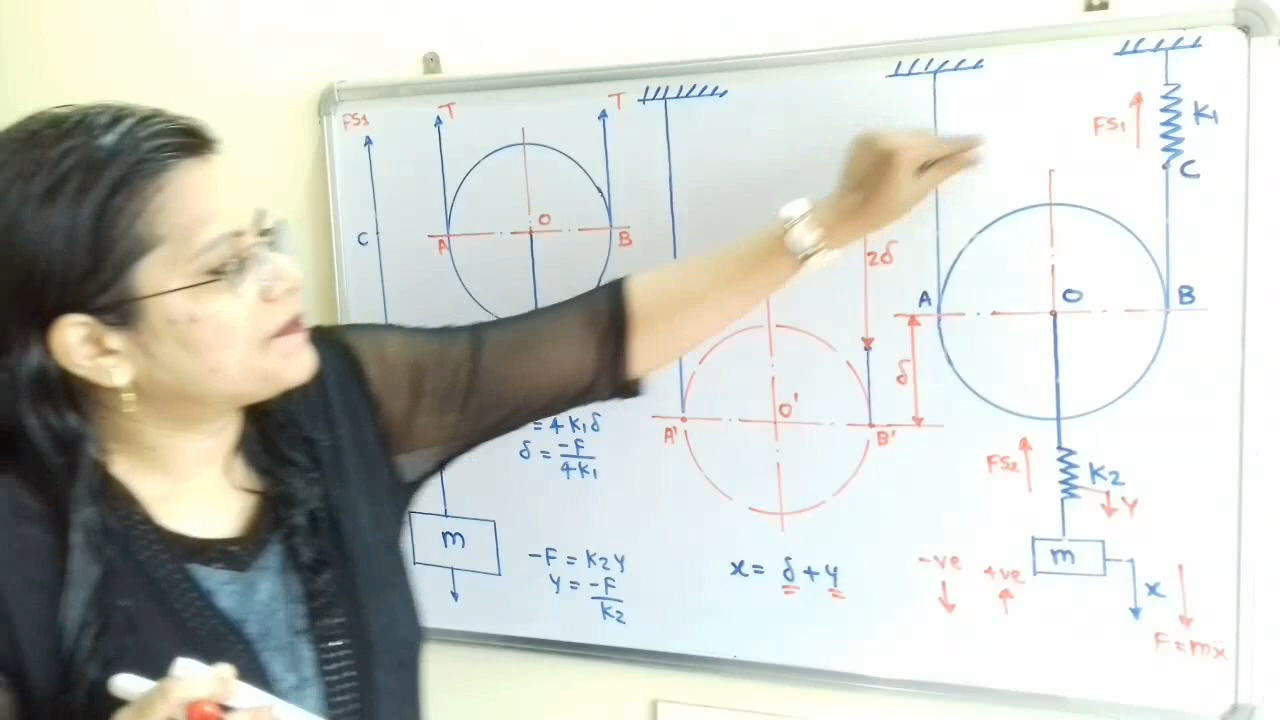 FS1
T
T
C
A
O
B
= 4K1δ
δ = -F/4K1
m
-F = K2Y
Y = -F/K2
2δ
A'
O'
B'
δ
x = δ + y
FS1
K1
C
A
O
B
FS2
K2
Y
m
x
-ve
+ve
F = mẍ